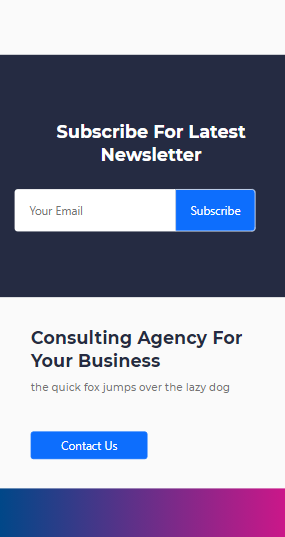 Subscribe For Latest
Newsletter
Your Email
Subscribe
Consulting Agency For
Your Business
the quick fox jumps over the lazy dog
Contact Us